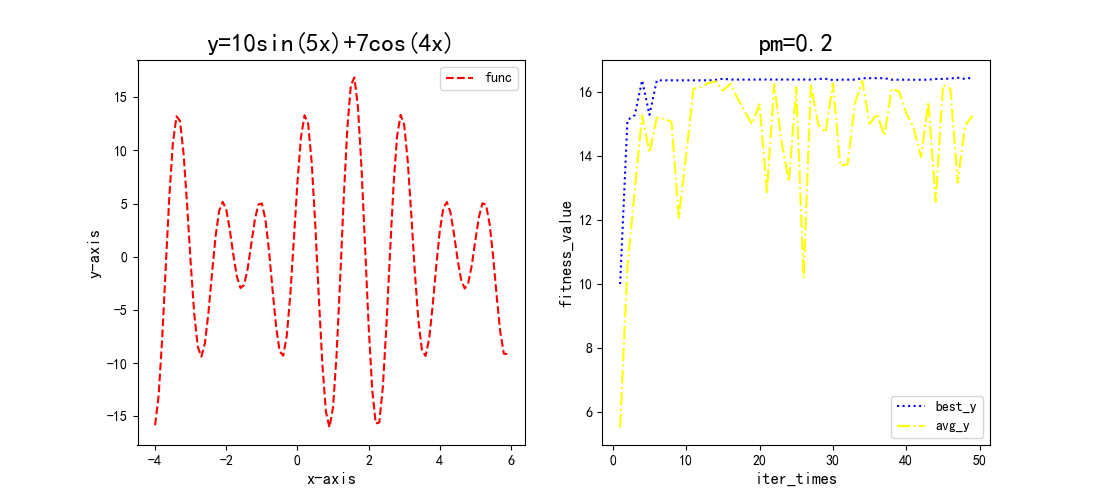 y=10sin(5x)+7cos(4x)
func
15
10
5
0
−5
−10
−15
y-axis
−4
−2
0
2
4
6
x-axis
pm=0.2
16
14
12
10
8
6
fitness_value
best_y
avg_y
0
10
20
30
40
50
iter_times